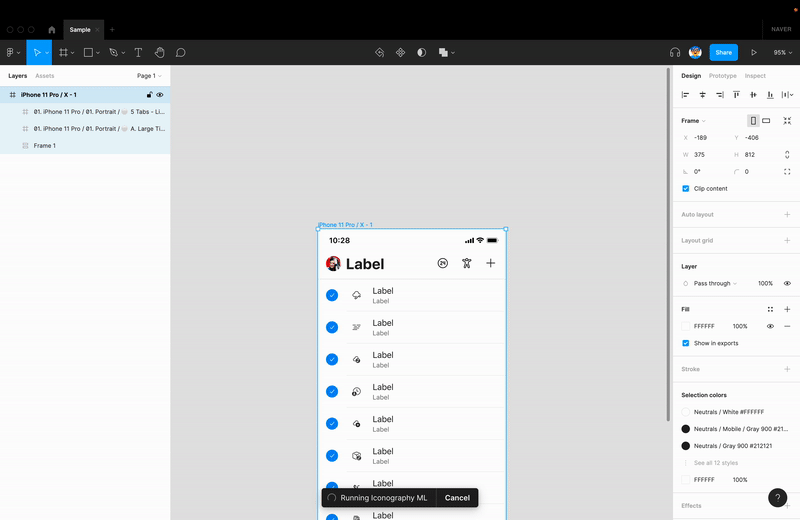 Sample
NAVER
Share
95%
Layers
Assets
Page 1
iPhone 11 Pro / X - 1
01. iPhone 11 Pro / 01. Portrait / 5 Tabs - Li...
01. iPhone 11 Pro / 01. Portrait / A. Large Ti...
Frame 1
iPhone 11 Pro / X - 1
10:28
Label
24
Label
Label
Label
Label
Label
Label
Label
Label
Label
Label
Label
Label
Label
Label
Running Iconography ML
Cancel
Design
Prototype
Inspect
Frame
X -189
Y -406
W 375
H 812
0°
0
Clip content
Auto layout
Layout grid
Layer
Pass through
100%
Fill
FFFFFF
100%
Show in exports
Stroke
Selection colors
Neutrals / White #FFFFFF
Neutrals / Mobile / Gray 900 #21...
Neutrals / Gray 900 #212121
See all 12 styles
FFFFFF
100%
Effects
?